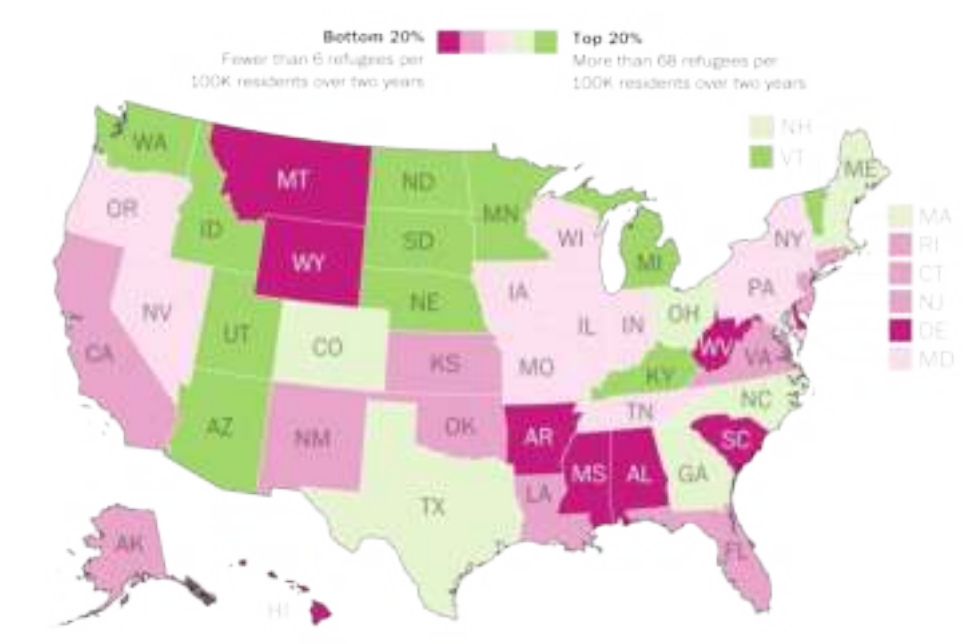 Bottom 20%
Fewer than 6 refugees per
100K residents over two years
Top 20%
More than 68 refugees per
100K residents over two years
NH
VT
WA
MT
ND
MN
ME
OR
ID
SD
WI
NY
MA
RI
CT
NJ
DE
MD
WY
MI
IA
NE
PA
NV
UT
CO
IL
IN
OH
WV
VA
CA
KS
MO
KY
AZ
NM
OK
AR
TN
NC
SC
TX
LA
MS
AL
GA
FL
AK
HI